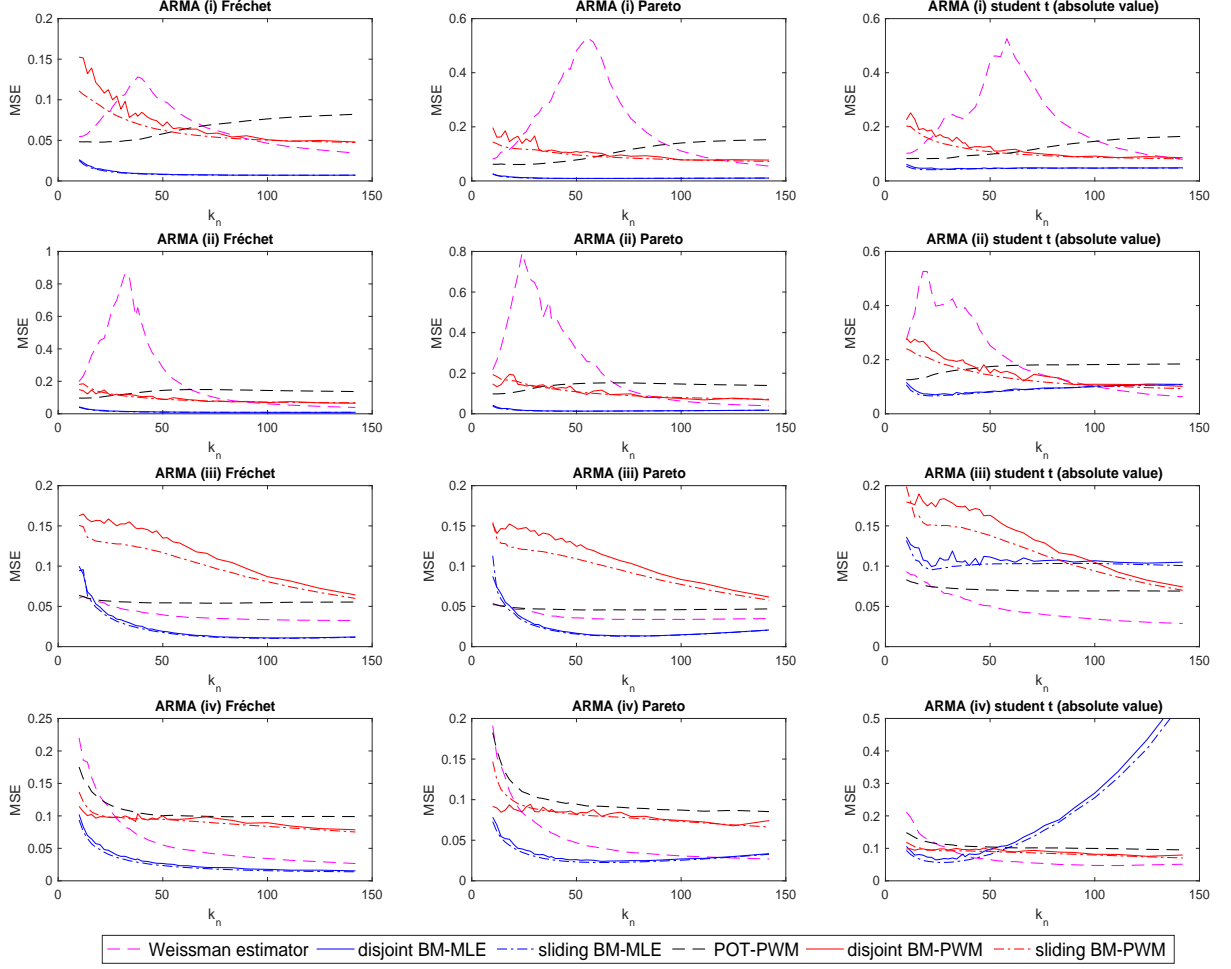 ARMA (i) Fréchet
ARMA (i) Pareto
ARMA (i) student t (absolute value)
MSE
0.2
0.15
0.1
0.05
0
0 50 100 150
k_n
MSE
0.6
0.4
0.2
0
0 50 100 150
k_n
MSE
0.6
0.4
0.2
0
0 50 100 150
k_n
ARMA (ii) Fréchet
ARMA (ii) Pareto
ARMA (ii) student t (absolute value)
MSE
1
0.8
0.6
0.4
0.2
0
0 50 100 150
k_n
MSE
0.8
0.6
0.4
0.2
0
0 50 100 150
k_n
MSE
0.6
0.4
0.2
0
0 50 100 150
k_n
ARMA (iii) Fréchet
ARMA (iii) Pareto
ARMA (iii) student t (absolute value)
MSE
0.2
0.15
0.1
0.05
0
0 50 100 150
k_n
MSE
0.2
0.15
0.1
0.05
0
0 50 100 150
k_n
MSE
0.2
0.15
0.1
0.05
0
0 50 100 150
k_n
ARMA (iv) Fréchet
ARMA (iv) Pareto
ARMA (iv) student t (absolute value)
MSE
0.25
0.2
0.15
0.1
0.05
0
0 50 100 150
k_n
MSE
0.2
0.15
0.1
0.05
0
0 50 100 150
k_n
MSE
0.5
0.4
0.3
0.2
0.1
0
0 50 100 150
k_n
Weissman estimator disjoint BM-MLE sliding BM-MLE POT-PWM disjoint BM-PWM sliding BM-PWM